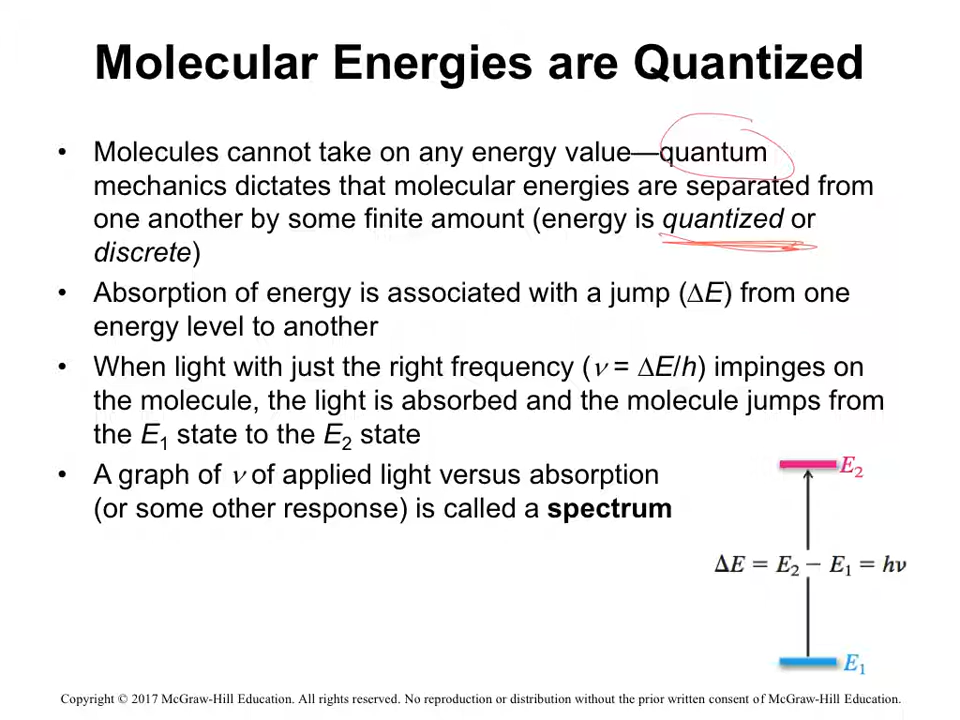 Molecular Energies are Quantized
• Molecules cannot take on any energy value—quantum
mechanics dictates that molecular energies are separated from
one another by some finite amount (energy is quantized or
discrete)
• Absorption of energy is associated with a jump (∆E) from one
energy level to another
• When light with just the right frequency (ν = ∆E/h) impinges on
the molecule, the light is absorbed and the molecule jumps from
the E₁ state to the E₂ state
• A graph of ν of applied light versus absorption
(or some other response) is called a spectrum
E₂
ΔE = E₂ − E₁ = hν
E₁
Copyright © 2017 McGraw-Hill Education. All rights reserved. No reproduction or distribution without the prior written consent of McGraw-Hill Education.